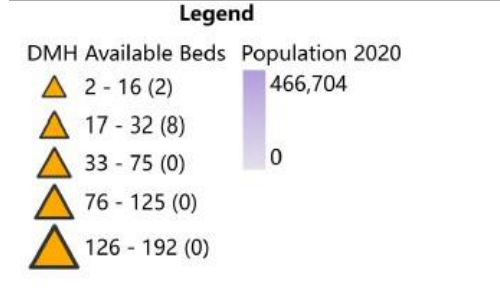 Legend
DMH Available Beds Population 2020
2 - 16 (2)
466,704
17 - 32 (8)
33 - 75 (0)
0
76 - 125 (0)
126 - 192 (0)